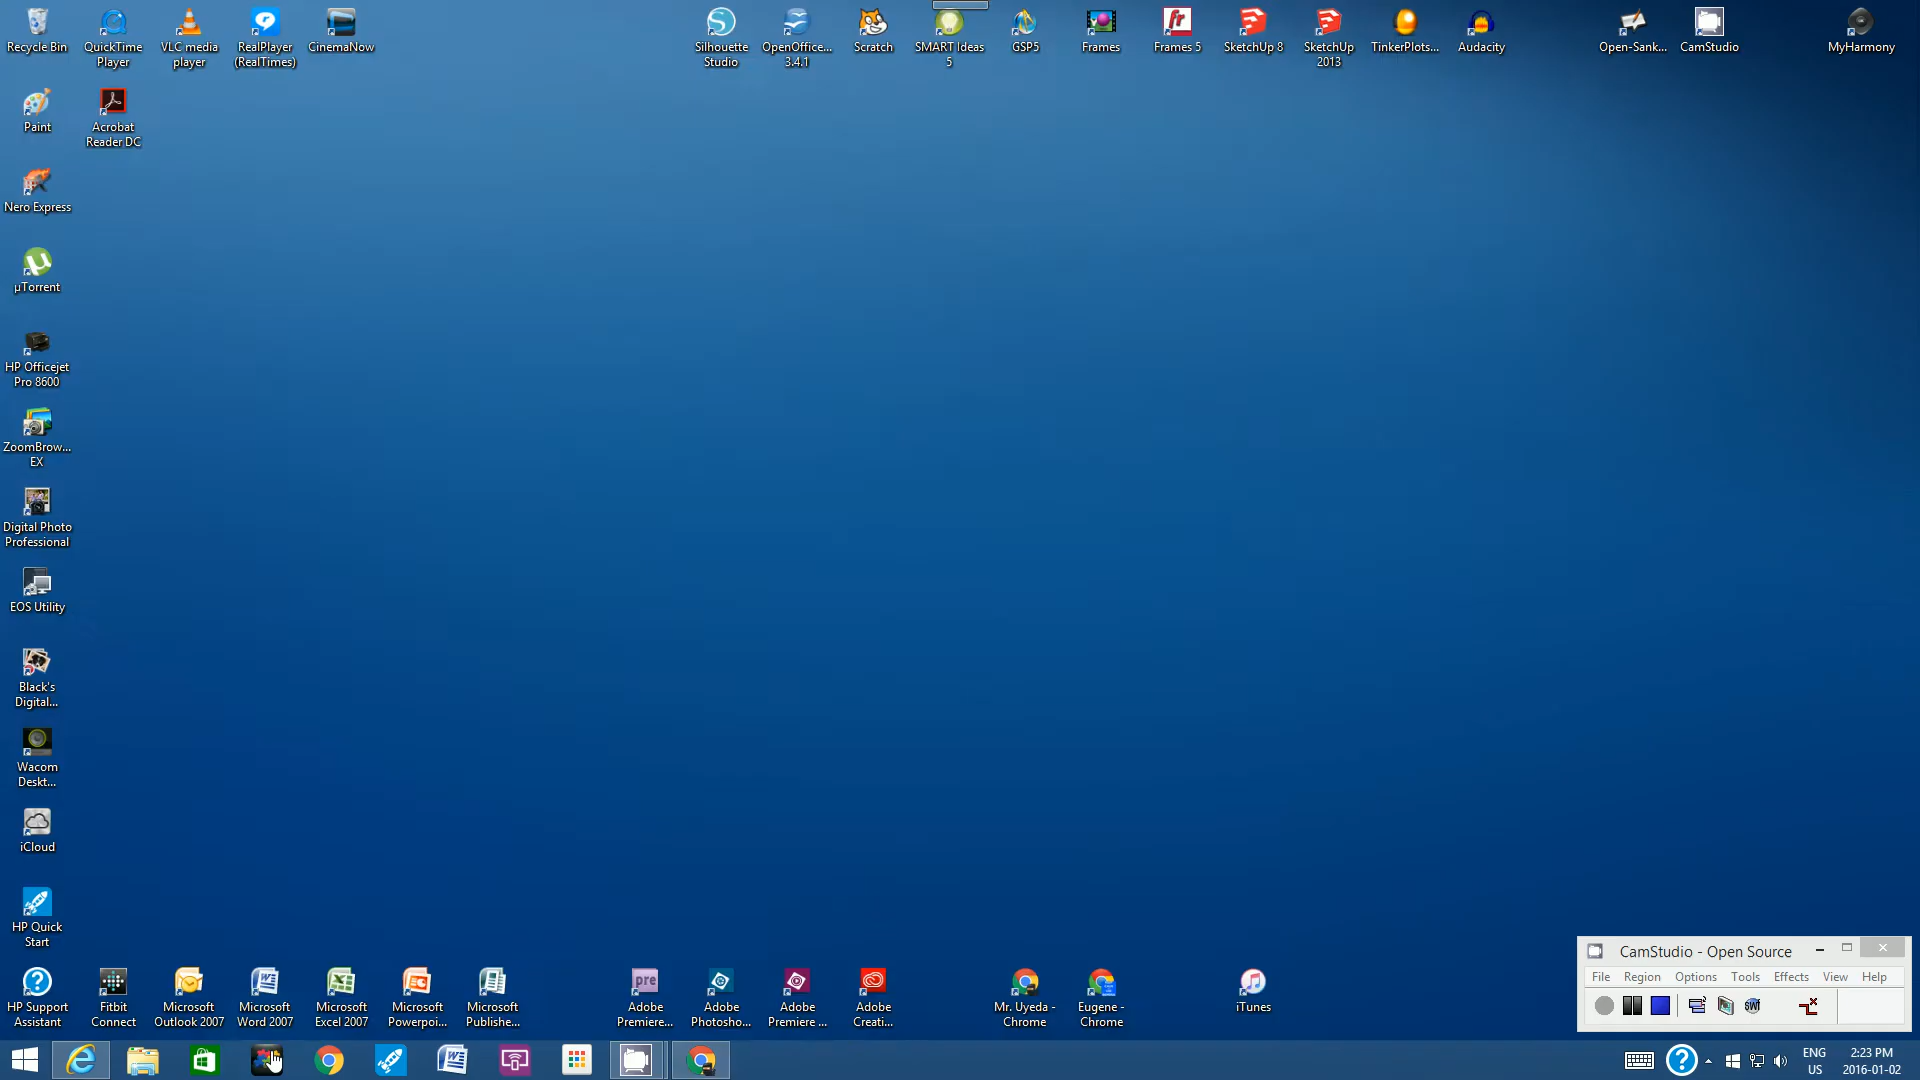 Recycle Bin
QuickTime
Player
VLC media
player
RealPlayer
(RealTimes)
CinemaNow
Silhouette
Studio
OpenOffice...
3.4.1
Scratch
SMART Ideas
5
GSP5
Frames
Frames 5
SketchUp 8
SketchUp
2013
TinkerPlots...
Audacity
Open-Sank...
CamStudio
MyHarmony
Paint
Acrobat
Reader DC
Nero Express
µTorrent
HP Officejet
Pro 8600
ZoomBrow...
EX
Digital Photo
Professional
EOS Utility
Black's
Digital...
Wacom
Deskt...
iCloud
HP Quick
Start
CamStudio - Open Source
File Region Options Tools Effects View Help
HP Support
Assistant
Fitbit
Connect
Microsoft
Outlook 2007
Microsoft
Word 2007
Microsoft
Excel 2007
Microsoft
Powerpoi...
Microsoft
Publishe...
pre
Adobe
Premiere...
Adobe
Photosho...
Adobe
Premiere ...
Adobe
Creati...
Mr. Uyeda -
Chrome
Eugene -
Chrome
iTunes
ENG
US
2:23 PM
2016-01-02